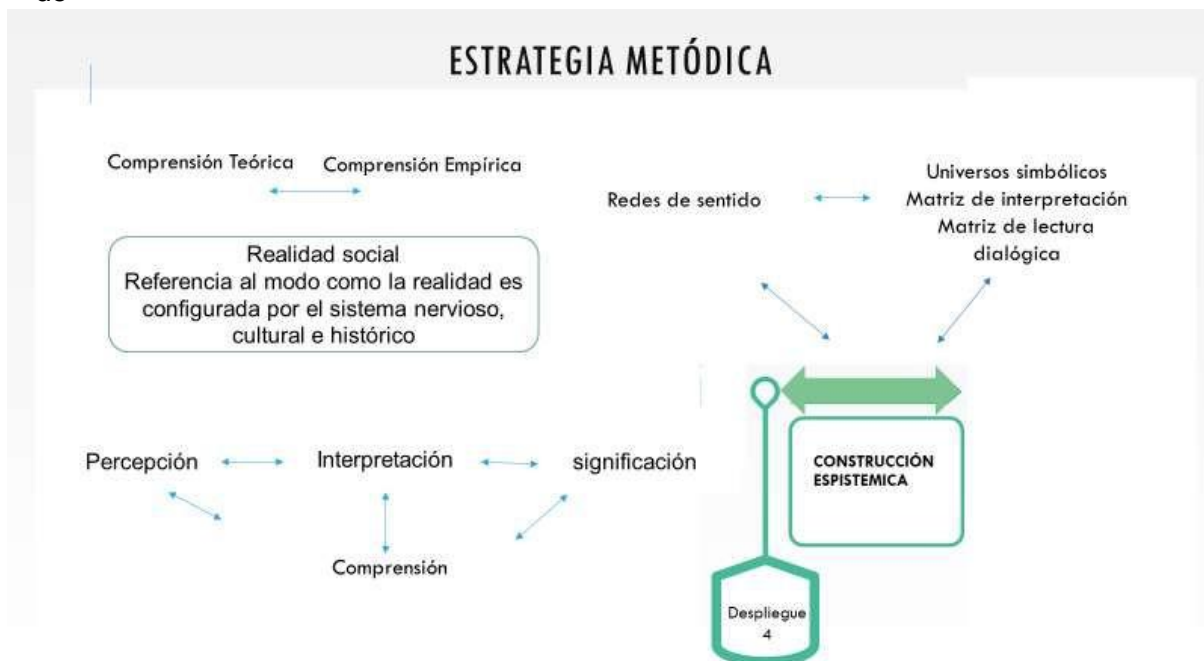 de
ESTRATEGIA METÓDICA
Comprensión Teórica
Comprensión Empírica
Realidad social
Referencia al modo como la realidad es
configurada por el sistema nervioso,
cultural e histórico
Redes de sentido
Universos simbólicos
Matriz de interpretación
Matriz de lectura
dialógica
Percepción
Interpretación
significación
Comprensión
CONSTRUCCIÓN
ESPISTEMICA
Despliegue
4